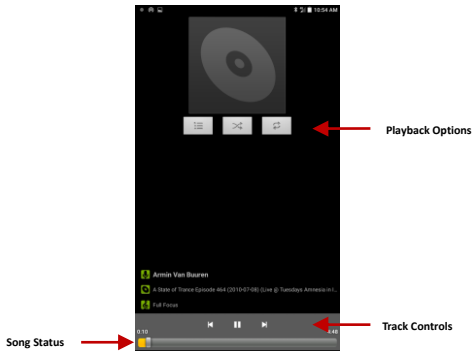 10:54 AM
Playback Options
Armin Van Buuren
A State of Trance Episode 464 (2010-07-08) (Live @ Tuesdays Amnesia in I...
Full Focus
Track Controls
0:10
Song Status